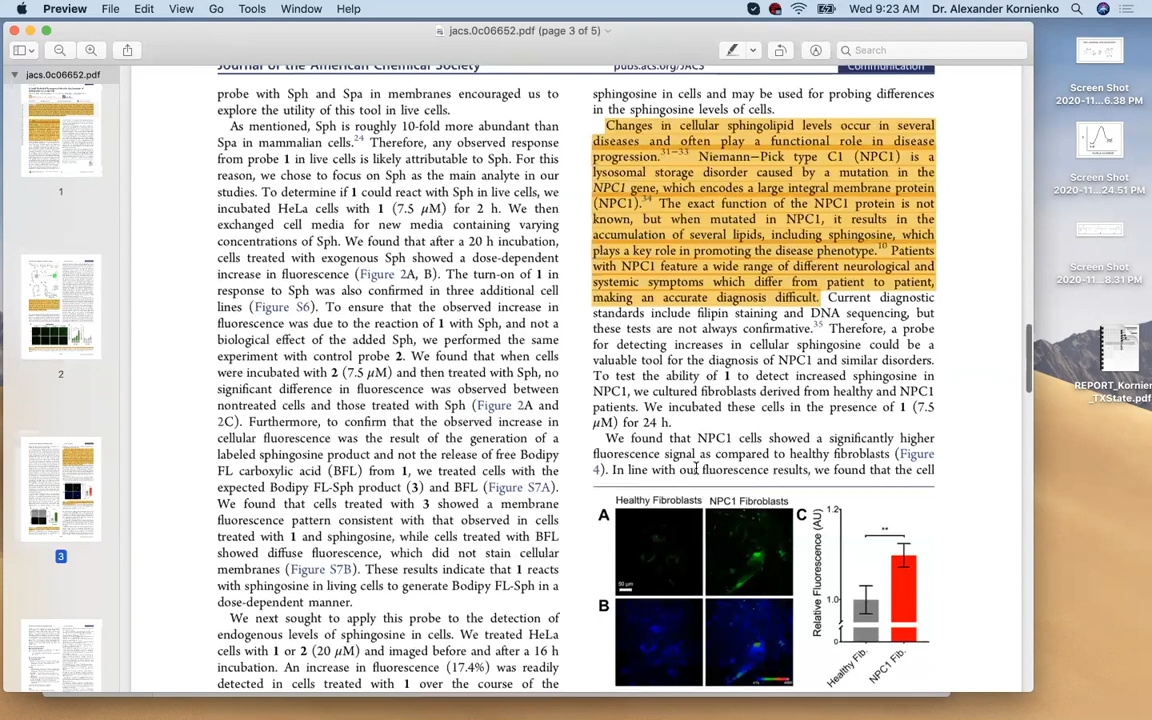 Preview File Edit View Go Tools Window Help
Wed 9:23 AM Dr. Alexander Kornienko
jacs.0c06652.pdf (page 3 of 5)
Search
jacs.0c06652.pdf
1
2
3
Journal of the American Chemical Society
pubs.acs.org/JACS
Communication
probe with Sph and Spa in membranes encouraged us to
explore the utility of this tool in live cells.
As mentioned, Sph is roughly 10-fold more abundant than
Spa in mammalian cells.24 Therefore, any observed response
from probe 1 in live cells is likely attributable to Sph. For this
reason, we chose to focus on Sph as the main analyte in our
studies. To determine if 1 could react with Sph in live cells, we
incubated HeLa cells with 1 (7.5 μM) for 2 h. We then
exchanged cell media for new media containing varying
concentrations of Sph. We found that after a 20 h incubation,
cells treated with exogenous Sph showed a dose-dependent
increase in fluorescence (Figure 2A, B). The turn-on of 1 in
response to Sph was also confirmed in three additional cell
lines (Figure S6). To ensure that the observed increase in
fluorescence was due to the reaction of 1 with Sph, and not a
biological effect of the added Sph, we performed the same
experiment with control probe 2. We found that when cells
were incubated with 2 (7.5 μM) and then treated with Sph, no
significant difference in fluorescence was observed between
nontreated cells and those treated with Sph (Figure 2A and
2C). Furthermore, to confirm that the observed increase in
cellular fluorescence was the result of the generation of a
labeled sphingosine product and not the release of free Bodipy
FL carboxylic acid (BFL) from 1, we treated cells with the
expected Bodipy FL-Sph product (3) and BFL (Figure S7A).
We found that cells treated with 3 showed a membrane
fluorescence pattern consistent with that observed in cells
treated with 1 and sphingosine, while cells treated with BFL
showed diffuse fluorescence, which did not stain cellular
membranes (Figure S7B). These results indicate that 1 reacts
with sphingosine in living cells to generate Bodipy FL-Sph in a
dose-dependent manner.
We next sought to apply this probe to the detection of
endogenous levels of sphingosine in cells. We treated HeLa
cells with 1 or 2 (20 μM) and imaged before and after a 16 h
incubation. An increase in fluorescence (17.4%) was readily
detected in cells treated with 1 over the course of the
sphingosine in cells and may be used for probing differences
in the sphingosine levels of cells.
Changes in cellular sphingolipid levels occur in several
diseases and often play a functional role in disease
progression.31−33 Niemann−Pick type C1 (NPC1) is a
lysosomal storage disorder caused by a mutation in the
NPC1 gene, which encodes a large integral membrane protein
(NPC1).34 The exact function of the NPC1 protein is not
known, but when mutated in NPC1, it results in the
accumulation of several lipids, including sphingosine, which
plays a key role in promoting the disease phenotype.10 Patients
with NPC1 feature a wide range of different neurological and
systemic symptoms which differ from patient to patient,
making an accurate diagnosis difficult. Current diagnostic
standards include filipin staining and DNA sequencing, but
these tests are not always confirmative.35 Therefore, a probe
for detecting increases in cellular sphingosine could be a
valuable tool for the diagnosis of NPC1 and similar disorders.
To test the ability of 1 to detect increased sphingosine in
NPC1, we cultured fibroblasts derived from healthy and NPC1
patients. We incubated these cells in the presence of 1 (7.5
μM) for 24 h.
We found that NPC1 cells showed a significantly higher
fluorescence signal as compared to healthy fibroblasts (Figure
4). In line with our fluorescence results, we found that the cell
Healthy Fibroblasts NPC1 Fibroblasts
A
50 μm
B
C
Relative Fluorescence (AU)
1.2
1.0
0
**
Healthy Fib.
NPC1 Fib.
Screen Shot
2020-11...6.38 PM
Screen Shot
2020-11...24.51 PM
Screen Shot
2020-11...8.31 PM
REPORT_Kornie
_TXState.pdf